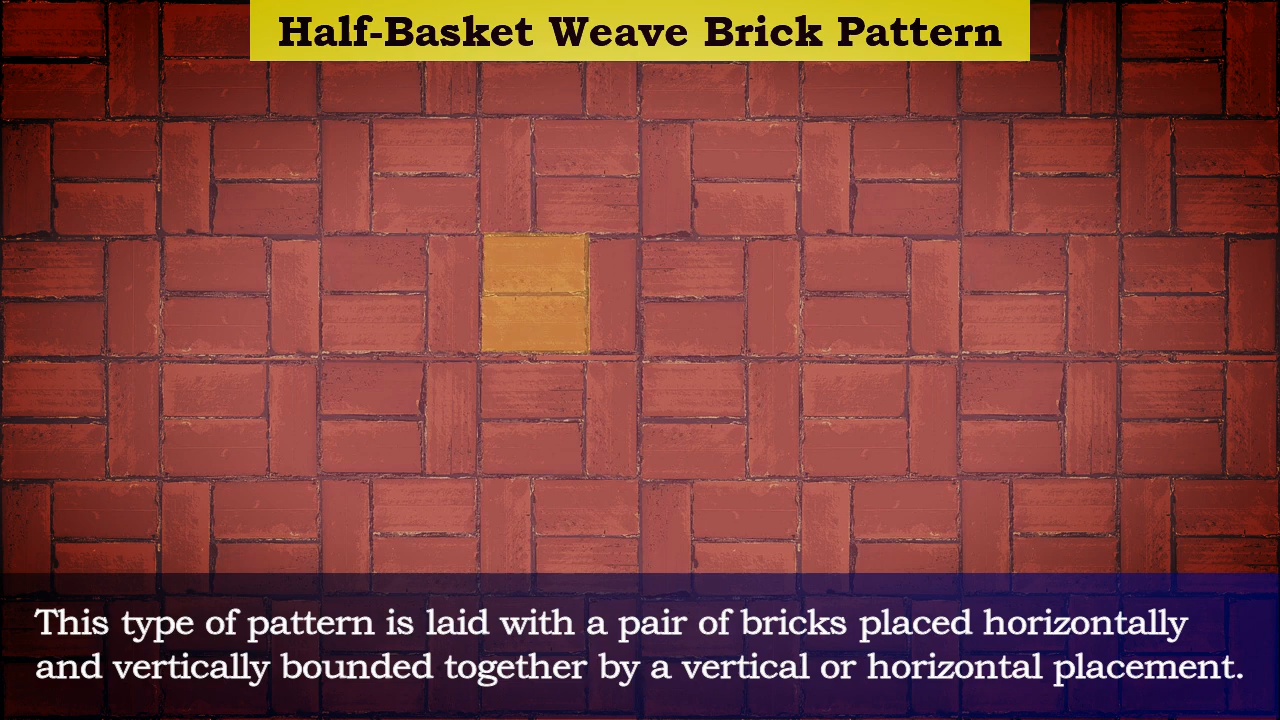 Half-Basket Weave Brick Pattern
This type of pattern is laid with a pair of bricks placed horizontally
and vertically bounded together by a vertical or horizontal placement.